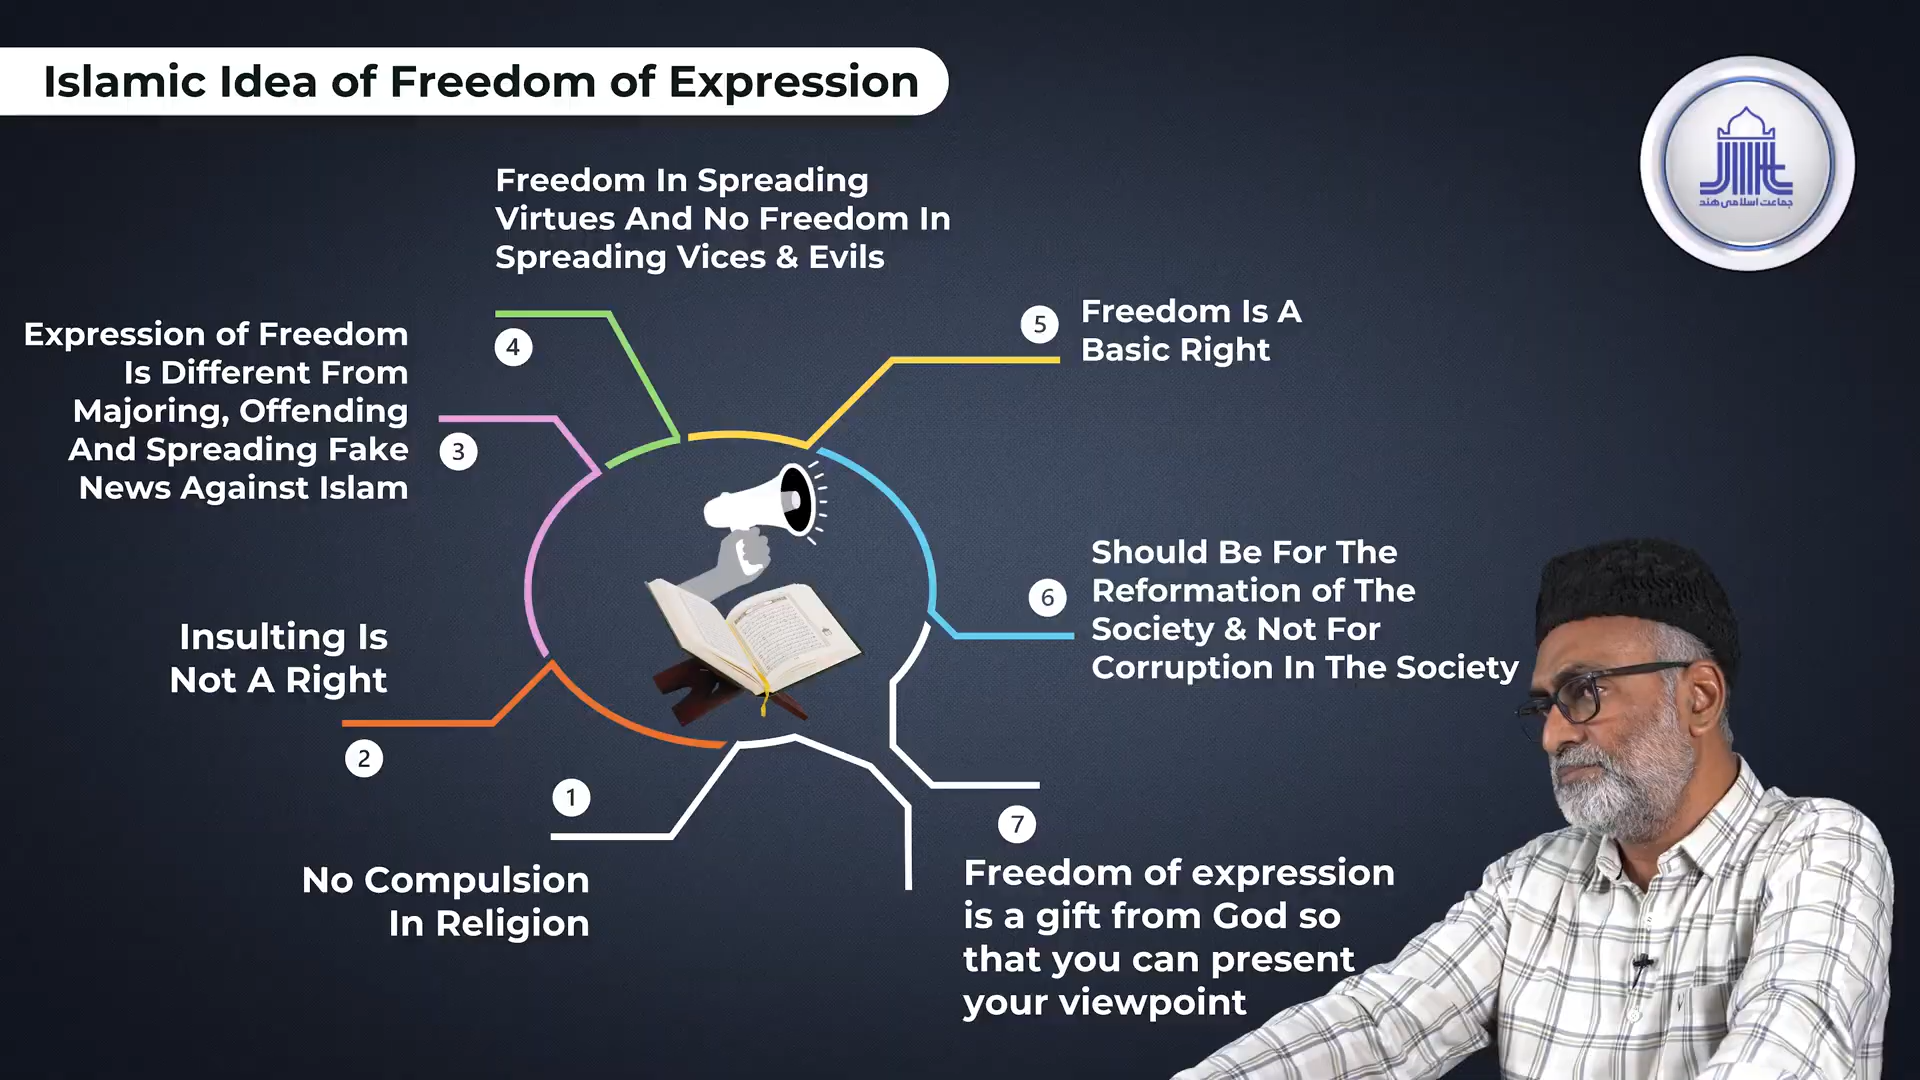 Islamic Idea of Freedom of Expression
جماعت اسلامی هند
Freedom In Spreading
Virtues And No Freedom In
Spreading Vices & Evils
4
5
Freedom Is A
Basic Right
Expression of Freedom
Is Different From
Majoring, Offending
And Spreading Fake
News Against Islam
3
6
Should Be For The
Reformation of The
Society & Not For
Corruption In The Society
Insulting Is
Not A Right
2
1
No Compulsion
In Religion
7
Freedom of expression
is a gift from God so
that you can present
your viewpoint